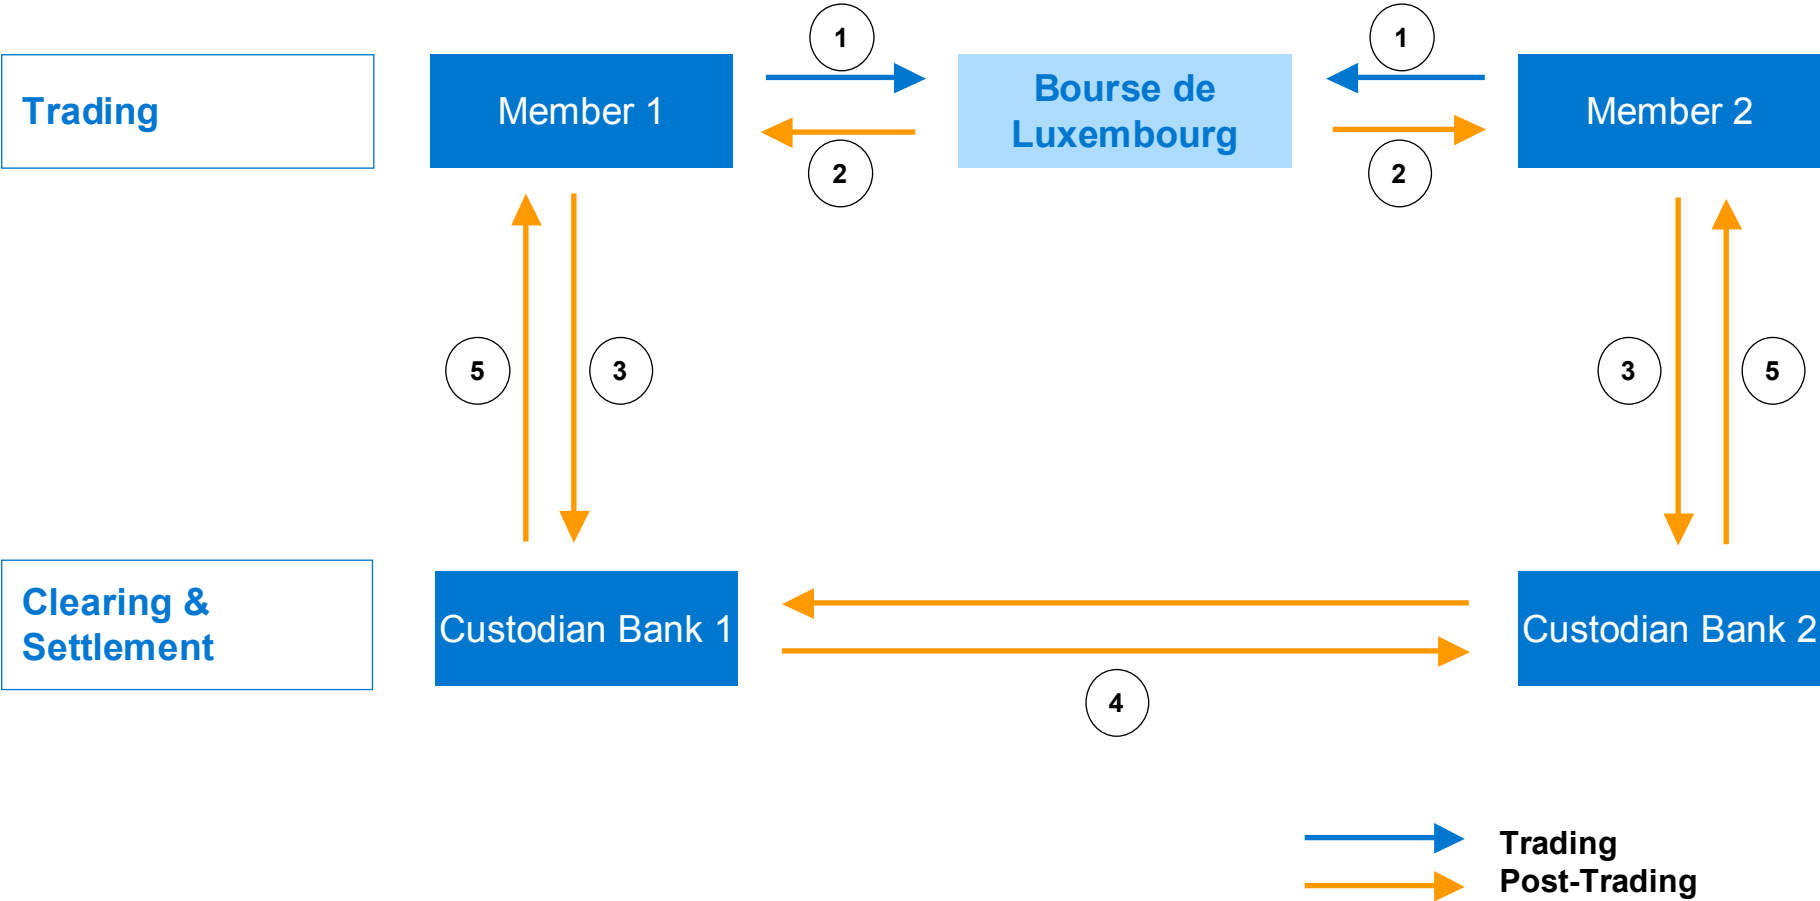 1
1
Trading
Member 1
Bourse de
Luxembourg
Member 2
2
2
5
3
3
5
Clearing &
Settlement
Custodian Bank 1
Custodian Bank 2
4
Trading
Post-Trading